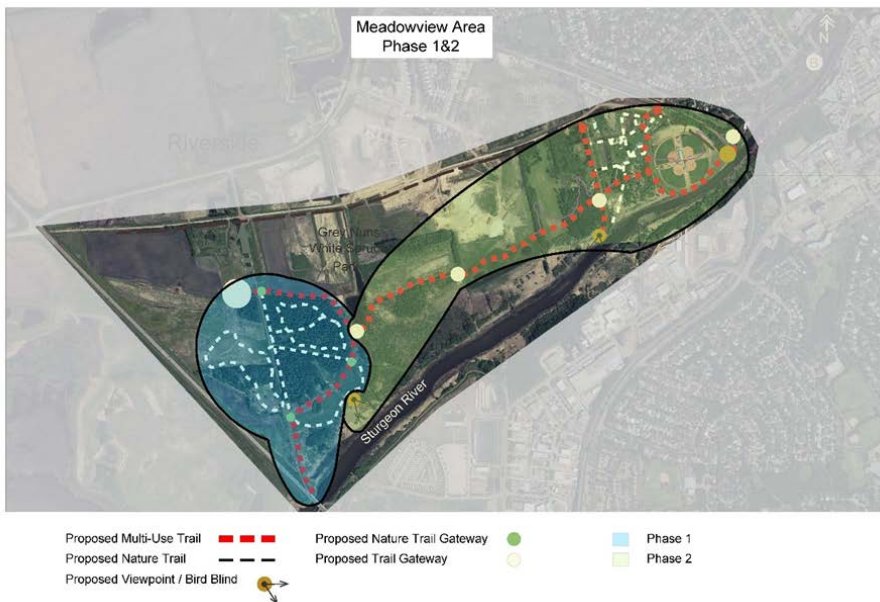 Meadowview Area
Phase 1&2
N
Riverside
Grey Nuns
White Spruce
Park
Sturgeon River
Proposed Multi-Use Trail
Proposed Nature Trail
Proposed Viewpoint / Bird Blind
Proposed Nature Trail Gateway
Proposed Trail Gateway
Phase 1
Phase 2